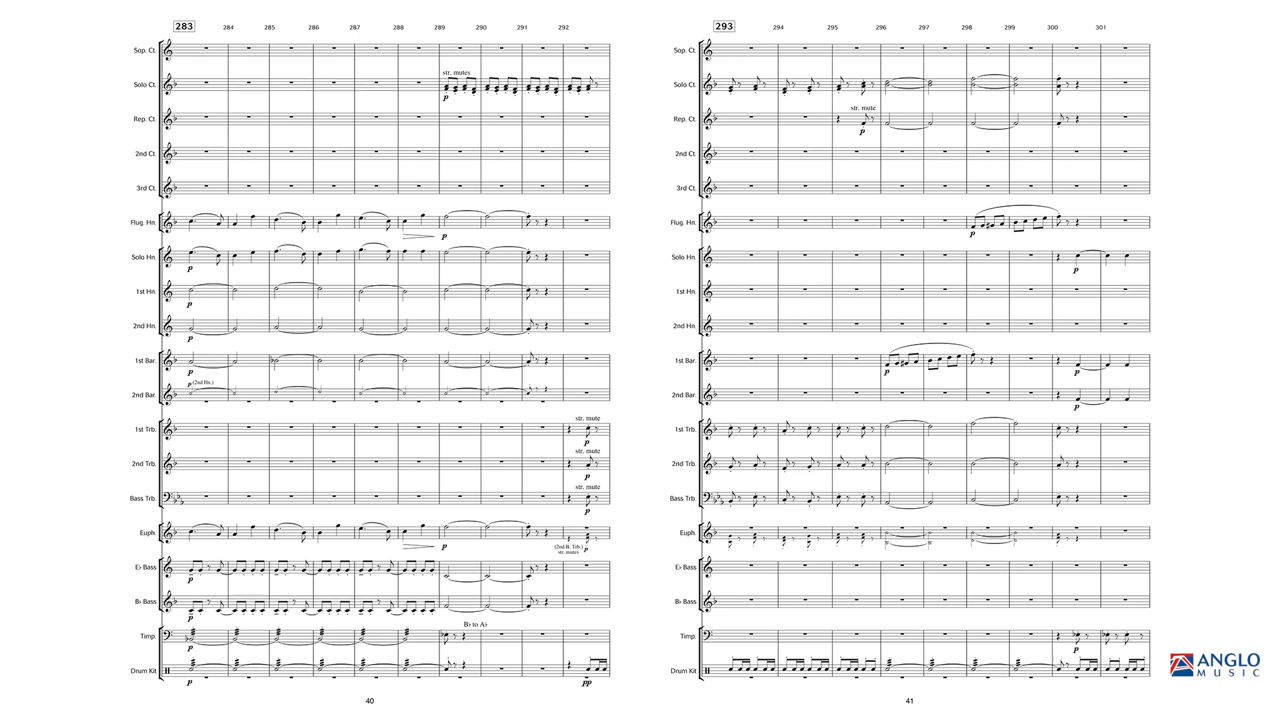 283 284 285 286 287 288 289 290 291 292
Sop. Ct.
Solo Ct. str. mutes
p
Rep. Ct.
2nd Ct.
3rd Ct.
Flug. Hn.
p
Solo Hn.
p
1st Hn.
p
2nd Hn.
p
1st Bar.
p
p (2nd Hn.)
2nd Bar.
str. mute
1st Trb.
p
str. mute
2nd Trb.
p
str. mute
Bass Trb.
p
Euph.
p
(2nd B. Trb.) p
str. mutes
E♭ Bass
p
B♭ Bass
p
B♭ to A♭
Timp.
p
Drum Kit
p pp
40
293 294 295 296 297 298 299 300 301
Sop. Ct.
Solo Ct.
str. mute
Rep. Ct.
p
2nd Ct.
3rd Ct.
Flug. Hn.
p
Solo Hn.
p
1st Hn.
2nd Hn.
1st Bar.
p p
2nd Bar.
p
1st Trb.
2nd Trb.
Bass Trb.
Euph.
E♭ Bass
B♭ Bass
Timp.
p
Drum Kit
41
ANGLO
MUSIC